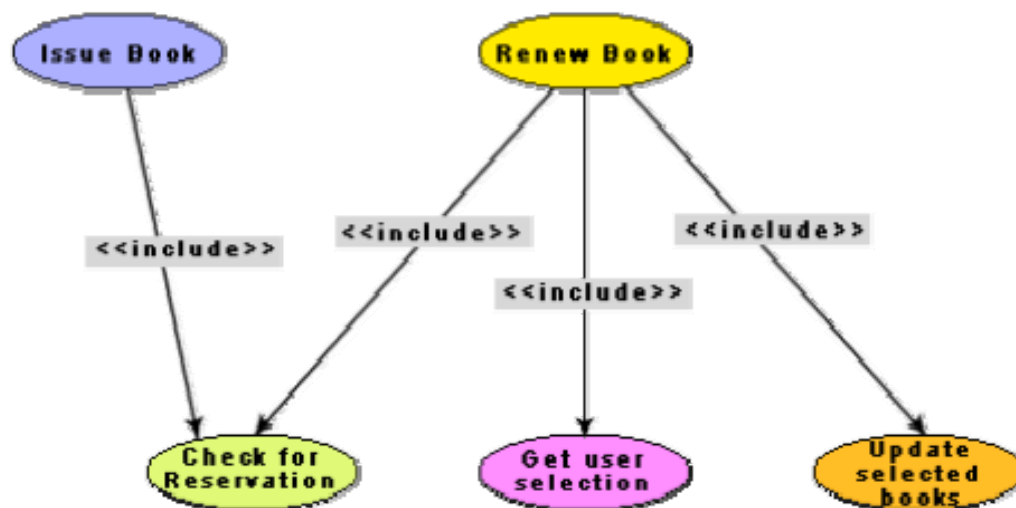 Issue Book
Renew Book
<<include>>
<<include>>
<<include>>
<<include>>
Check for
Reservation
Get user
selection
Update
selected
books